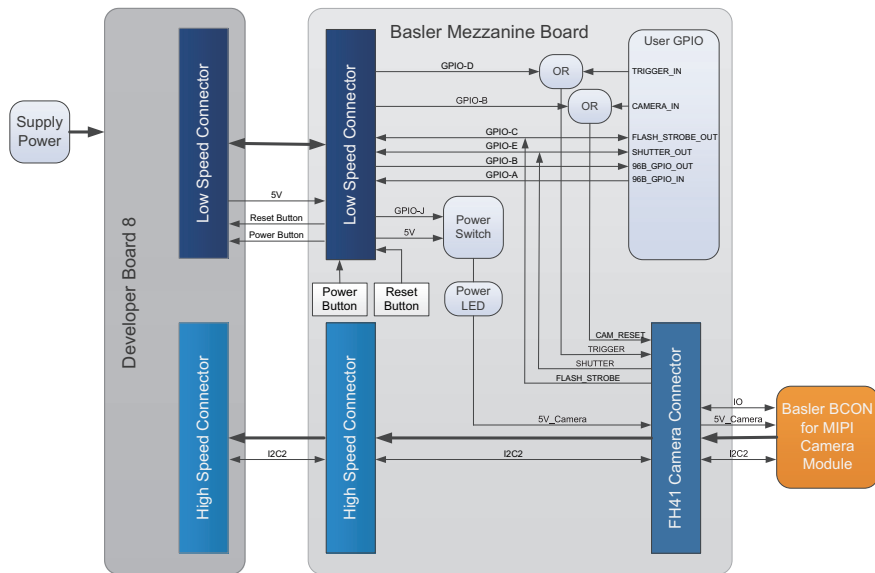 Basler Mezzanine Board
User GPIO
Supply
Power
Developer Board 8
Low Speed Connector
Low Speed Connector
GPIO-D
OR
TRIGGER_IN
GPIO-B
OR
CAMERA_IN
GPIO-C
FLASH_STROBE_OUT
GPIO-E
SHUTTER_OUT
GPIO-B
96B_GPIO_OUT
GPIO-A
96B_GPIO_IN
5V
Reset Button
Power Button
GPIO-J
5V
Power
Switch
Power
Button
Reset
Button
Power
LED
High Speed Connector
High Speed Connector
FH41 Camera Connector
CAM_RESET
TRIGGER
SHUTTER
FLASH_STROBE
5V_Camera
I2C2
I2C2
IO
5V_Camera
I2C2
Basler BCON
for MIPI
Camera
Module